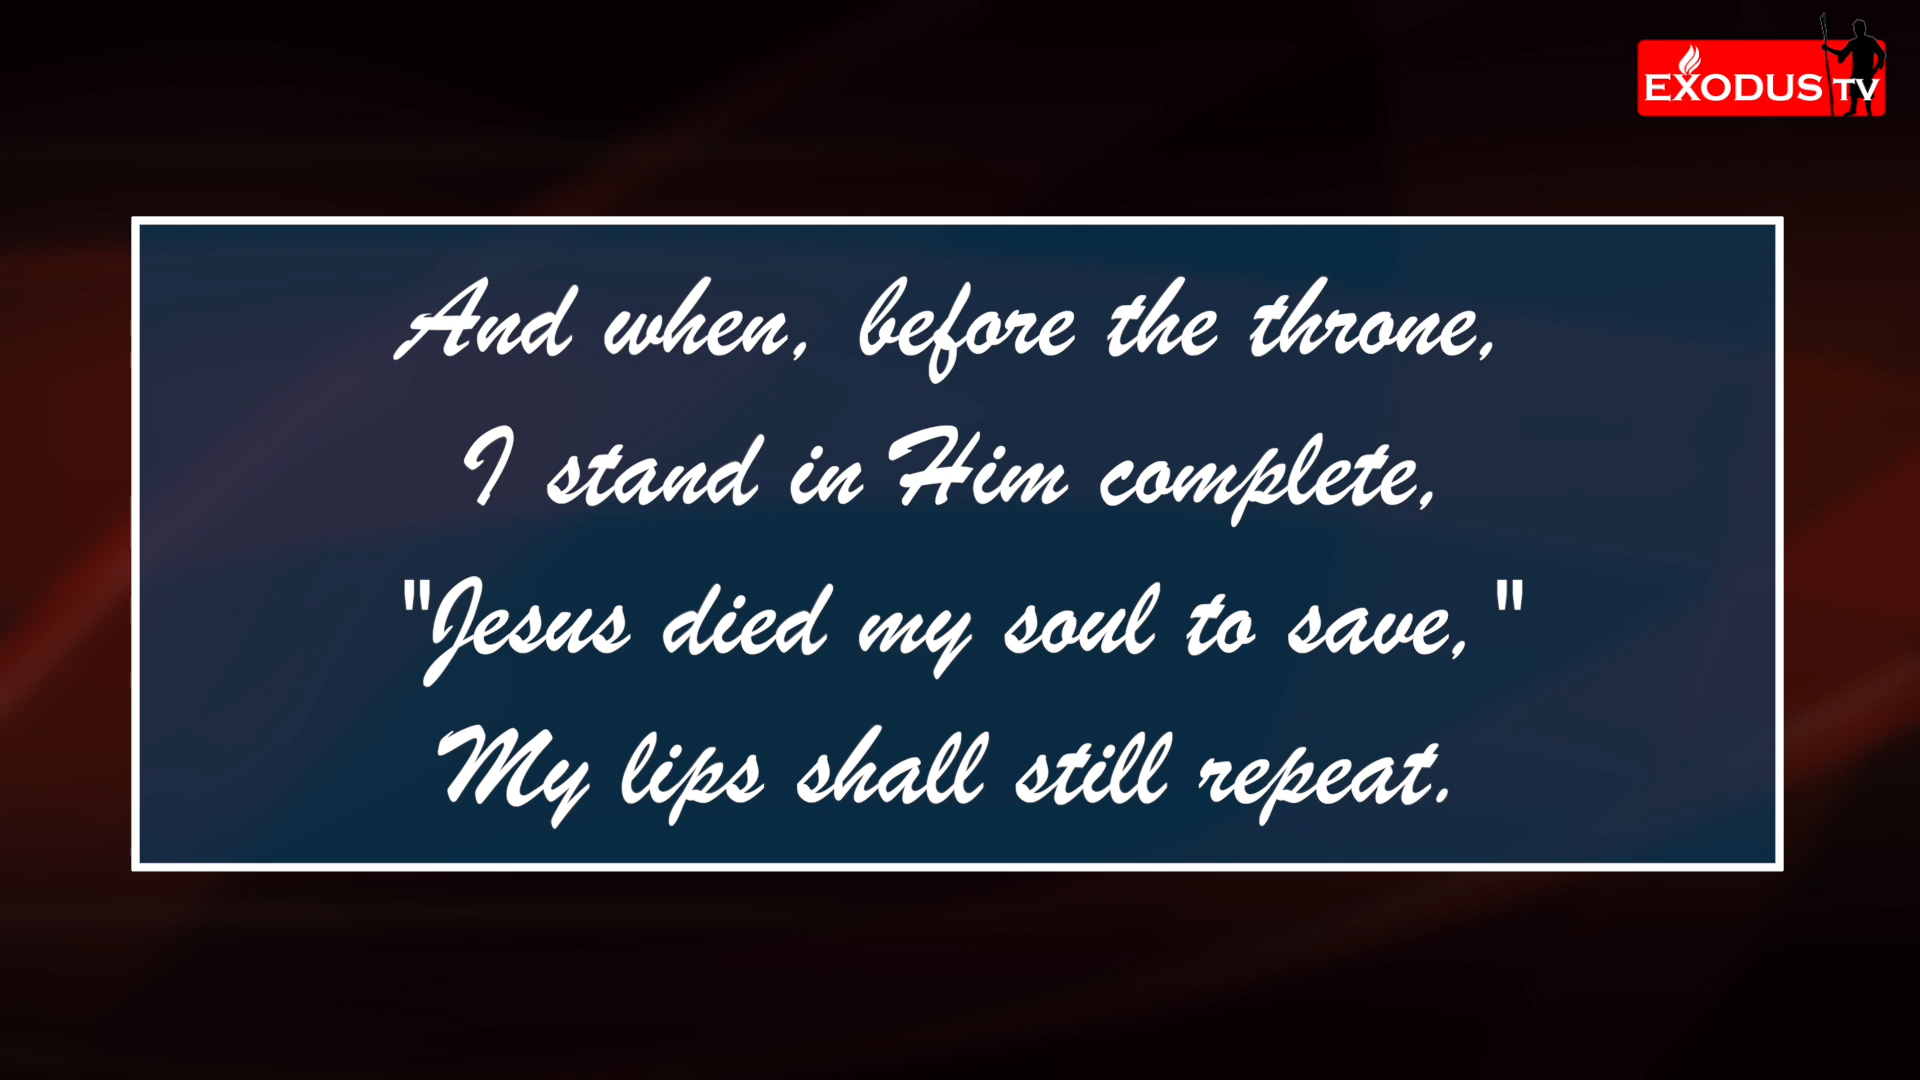 EXODUS TV
And when, before the throne,
I stand in Him complete,
"Jesus died my soul to save,"
My lips shall still repeat.